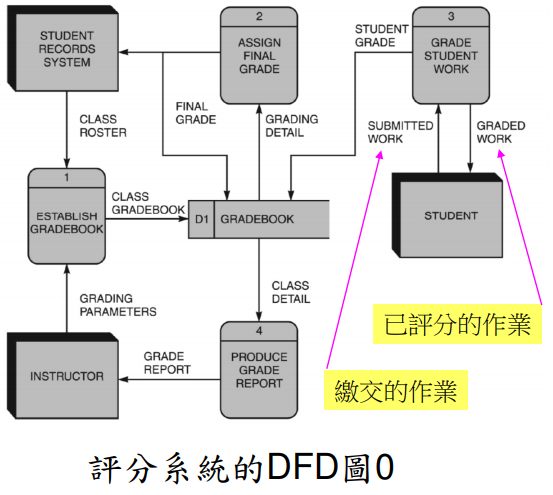 STUDENT
RECORDS
SYSTEM
2
ASSIGN
FINAL
GRADE
STUDENT
GRADE
3
GRADE
STUDENT
WORK
CLASS
ROSTER
FINAL
GRADE
GRADING
DETAIL
SUBMITTED
WORK
GRADED
WORK
1
ESTABLISH
GRADEBOOK
CLASS
GRADEBOOK
D1
GRADEBOOK
STUDENT
GRADING
PARAMETERS
CLASS
DETAIL
INSTRUCTOR
GRADE
REPORT
4
PRODUCE
GRADE
REPORT
已評分的作業
繳交的作業
評分系統的DFD圖0